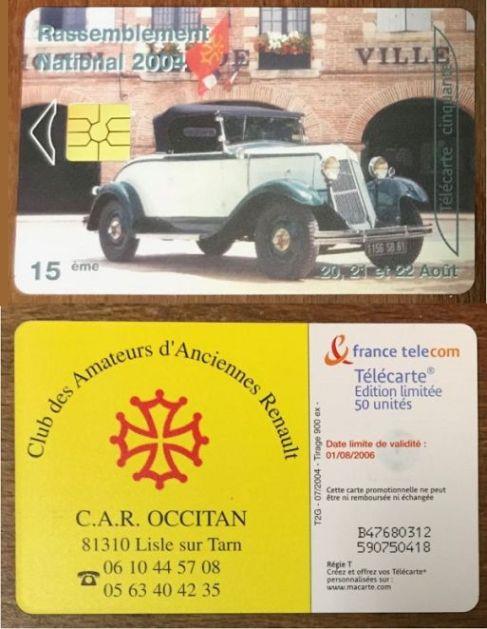 Rassemblement
National 2004
VILLE
Télécarte® cinquante
1156 SB 81
15 ème
20, 21 et 22 Août
Club des Amateurs d'Anciennes Renault
C.A.R. OCCITAN
81310 Lisle sur Tarn
06 10 44 57 08
05 63 40 42 35
T2G - 07/2004 - Tirage 900 ex -
france telecom
Télécarte®
Edition limitée
50 unités
Date limite de validité :
01/08/2006
Cette carte promotionnelle ne peut
être ni remboursée ni échangée
B47680312
590750418
Régie T
Créez et offrez vos Télécarte®
personnalisées sur :
www.macarte.com